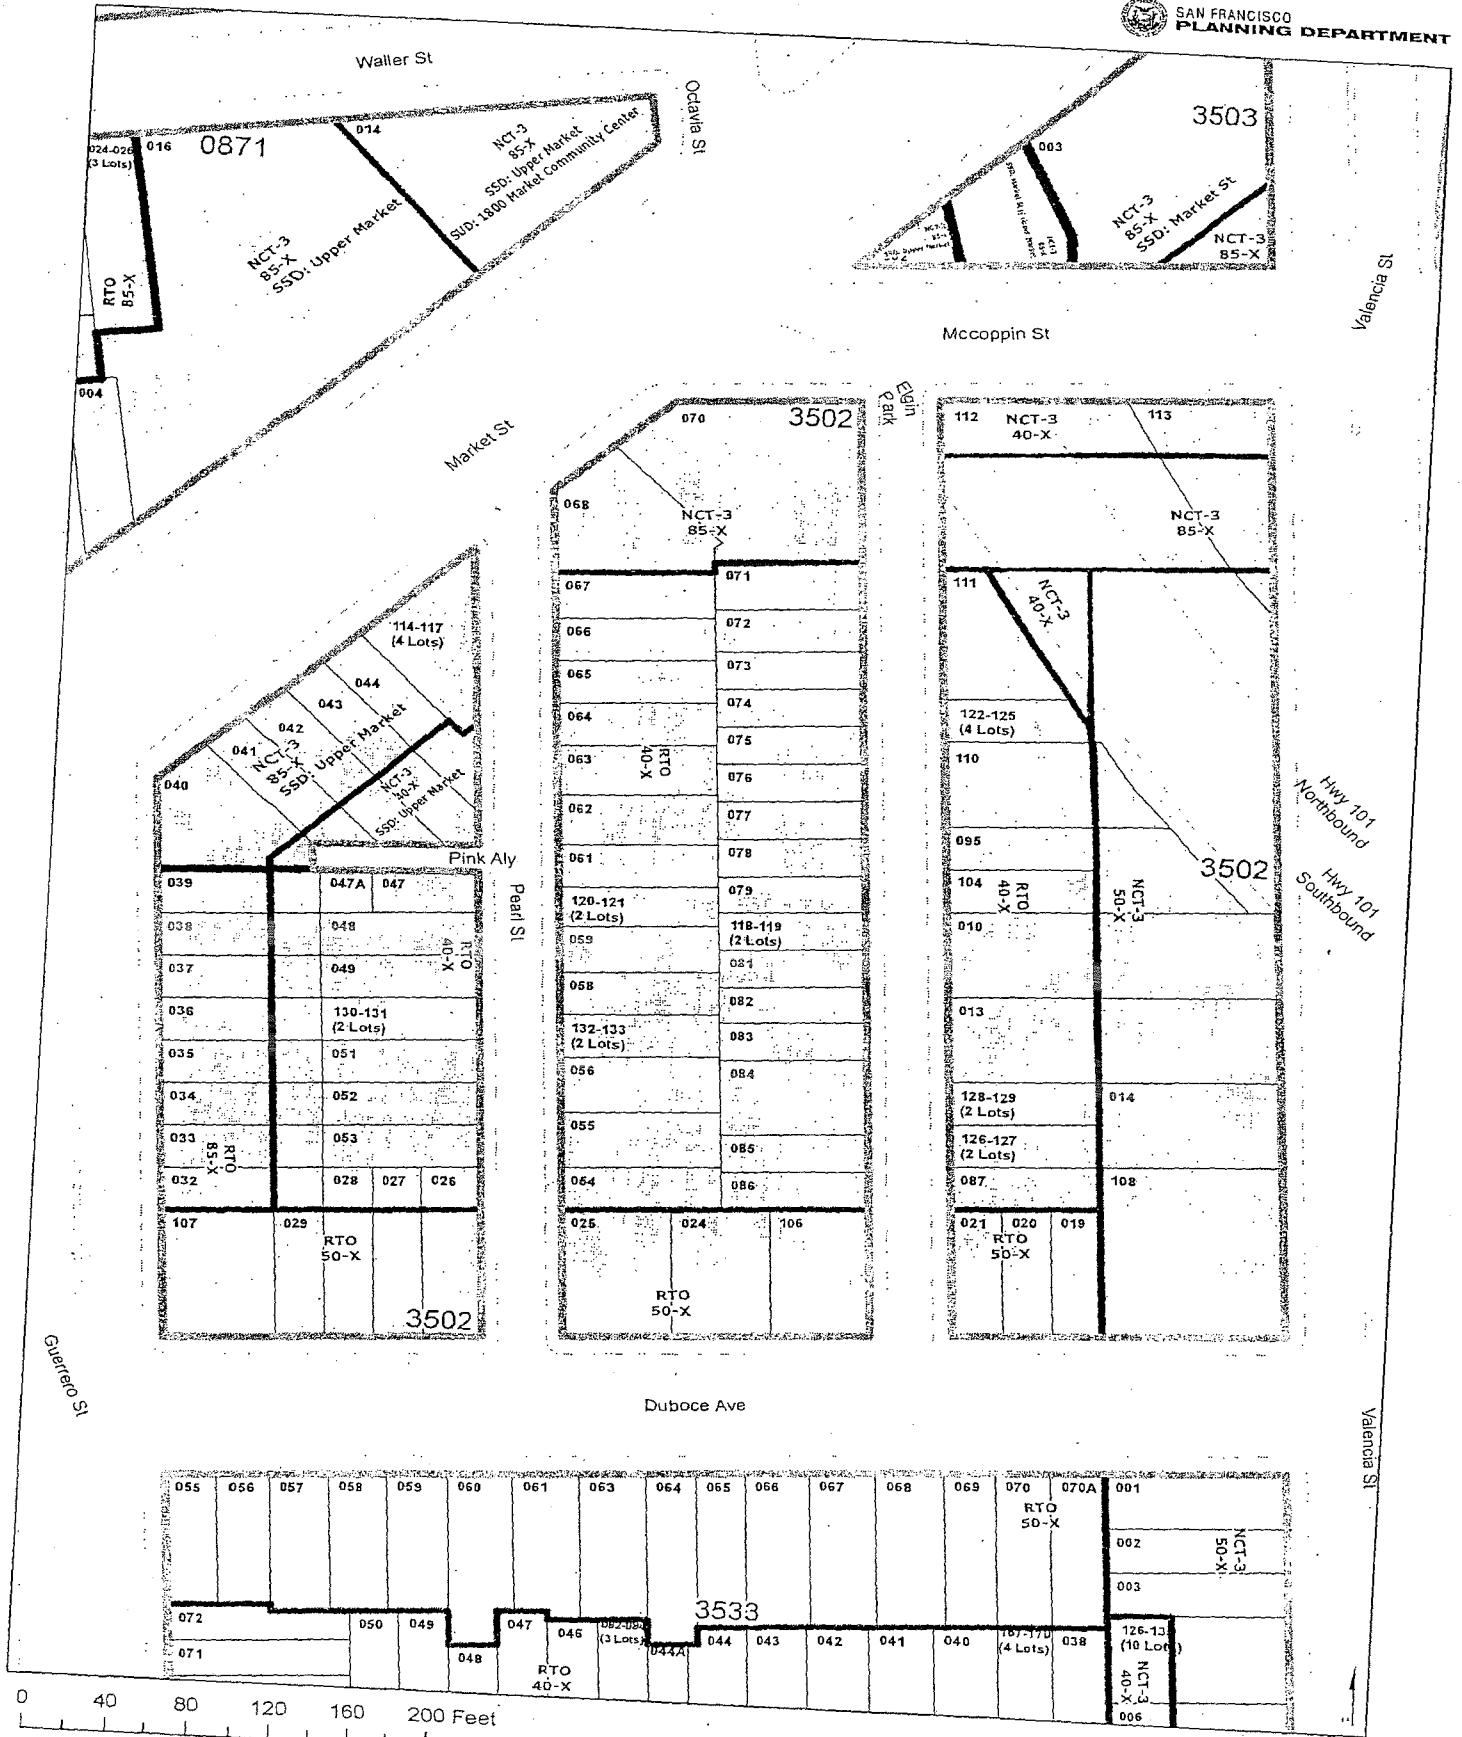 SAN FRANCISCO
PLANNING DEPARTMENT
Waller St
Octavia St
024-026
(3 Lots)
016
0871
014
NCT-3
85-X
SSD: Upper Market
SUD: 1800 Market Community Center
NCT-3
85-X
SSD: Upper Market
RTO
85-X
004
3503
003
NCT-3
85-X
SSD: Market St
NCT-3
85-X
Valencia St
Mccoppin St
Market St
Elgin
Park
070
3502
068
NCT-3
85-X
112
NCT-3
40-X
113
NCT-3
85-X
067
071
111
NCT-3
40-X
066
072
065
073
064
074
063
075
RTO
40-X
076
062
077
061
078
120-121
(2 Lots)
079
059
118-119
(2 Lots)
081
058
082
132-133
(2 Lots)
083
056
084
055
085
054
086
025
024
106
RTO
50-X
114-117
(4 Lots)
044
043
042
041
040
NCT-3
85-X
SSD: Upper Market
NCT-3
40-X
SSD: Upper Market
Pink Aly
Pearl St
039
047A
047
038
048
RTO
40-X
037
049
036
130-131
(2 Lots)
035
051
034
052
033
053
RTO
85-X
032
028
027
026
107
029
RTO
50-X
3502
122-125
(4 Lots)
110
095
3502
104
RTO
40-X
NCT-3
50-X
010
013
128-129
(2 Lots)
014
126-127
(2 Lots)
087
108
021
020
019
RTO
50-X
Hwy 101
Northbound
Hwy 101
Southbound
Guerrero St
Duboce Ave
Valencia St
055
056
057
058
059
060
061
063
064
065
066
067
068
069
070
070A
001
RTO
50-X
002
NCT-3
50-X
003
072
050
049
047
046
(3 Lots)
3533
044
043
042
041
040
(4 Lots)
038
126-13
(10 Lot
071
048
044A
RTO
40-X
NCT-3
40-X
006
0 40 80 120 160 200 Feet